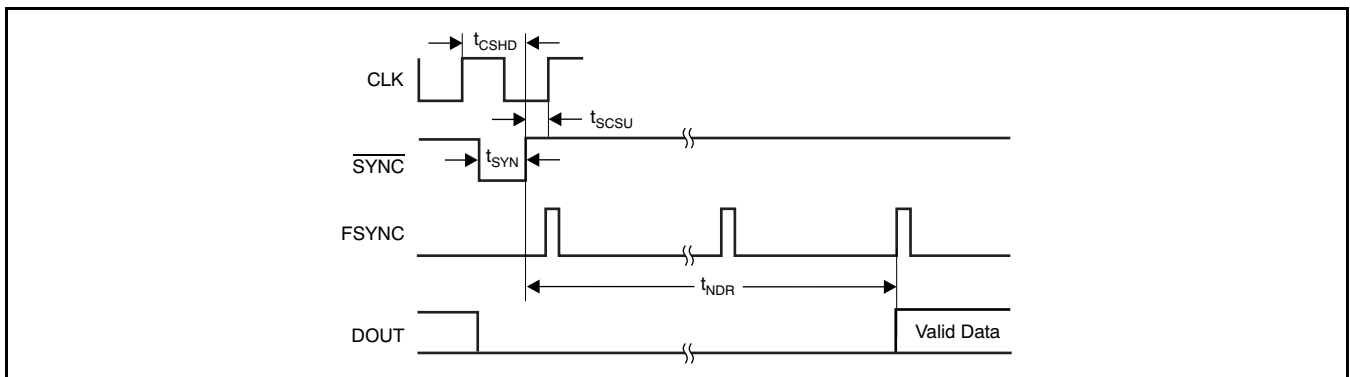 tCSHD
CLK
tSCSU
SYNC
tSYN
FSYNC
tNDR
DOUT
Valid Data